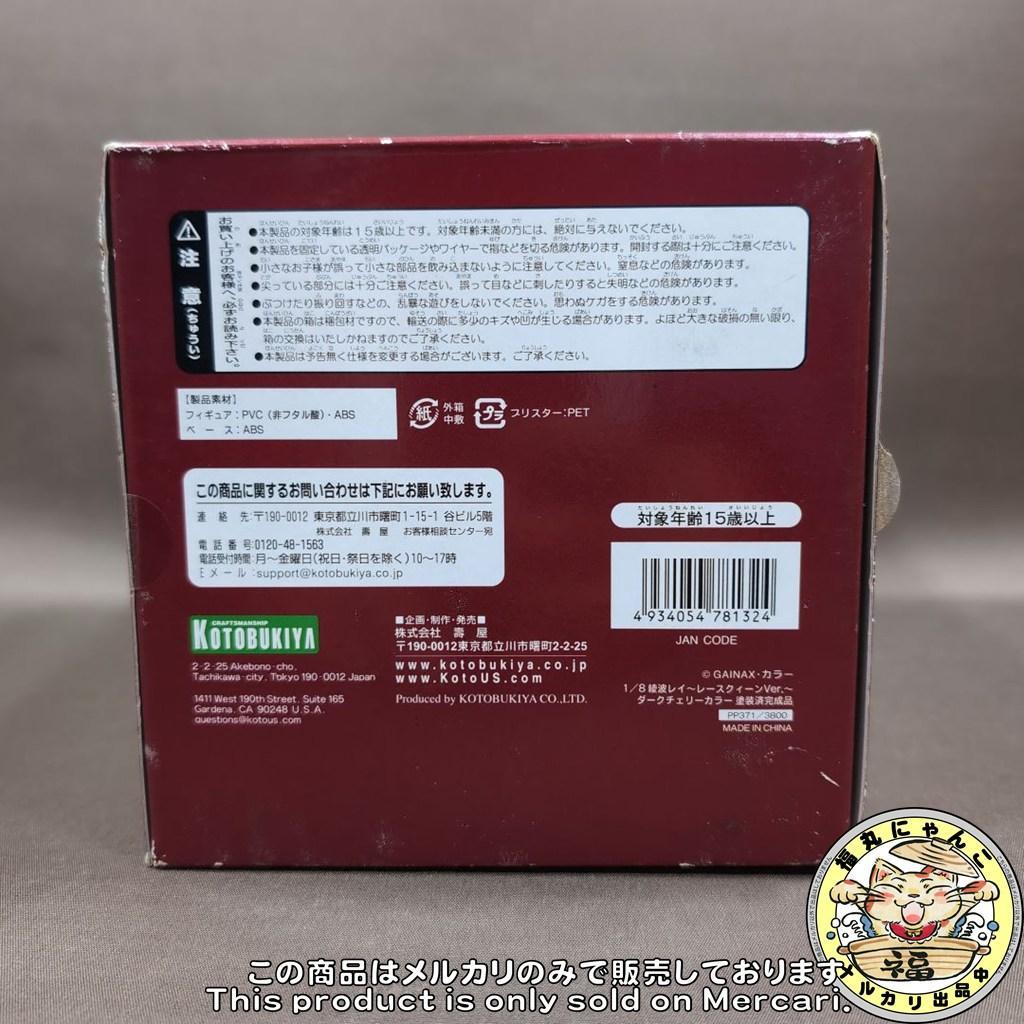 注意(ちゅうい)
お買い上げのお客様へ、必ずお読み下さい。
●本製品の対象年齢は15歳以上です。対象年齢未満の方には、絶対に与えないでください。
●本製品を固定している透明パッケージやワイヤーで指などを切る危険があります。開封する際は十分にご注意ください。
●小さなお子様が誤って小さな部品を飲み込まないように注意してください。窒息などの危険があります。
●尖っている部分には十分ご注意ください。誤って目などに刺したりすると失明などの危険があります。
●ぶつけたり振り回すなどの、乱暴な遊びをしないでください。思わぬケガをする危険があります。
●本製品の箱は梱包材ですので、輸送の際に多少のキズや凹が生じる場合があります。よほど大きな破損の無い限り、
箱の交換はいたしかねますのでご了承ください。
●本製品は予告無く仕様を変更する場合がございます。ご了承ください。
【製品素材】
フィギュア:PVC(非フタル酸)・ABS
ベース:ABS
紙 外箱
中敷
プラ ブリスター:PET
この商品に関するお問い合わせは下記にお願い致します。
連絡先:〒190-0012 東京都立川市曙町1-15-1 谷ビル5階
株式会社 壽屋 お客様相談センター宛
電話番号:0120-48-1563
電話受付時間:月〜金曜日(祝日・祭日を除く)10〜17時
Eメール:support@kotobukiya.co.jp
対象年齢15歳以上
4 934054 781324
JAN CODE
CRAFTSMANSHIP
KOTOBUKIYA
2-2-25 Akebono-cho,
Tachikawa-city, Tokyo 190-0012 Japan
1411 West 190th Street, Suite 165
Gardena, CA 90248 U.S.A.
questions@kotous.com
■企画・制作・発売■
株式会社 壽屋
〒190-0012東京都立川市曙町2-2-25
www.kotobukiya.co.jp
www.KotoUS.com
Produced by KOTOBUKIYA CO.,LTD.
© GAINAX・カラー
1/8 綾波レイ〜レースクィーンVer.〜
ダークチェリーカラー 塗装済完成品
PP371/3800
MADE IN CHINA
福丸にゃんこ
福
メルカリ出品中
この商品はメルカリのみで販売しております
This product is only sold on Mercari.